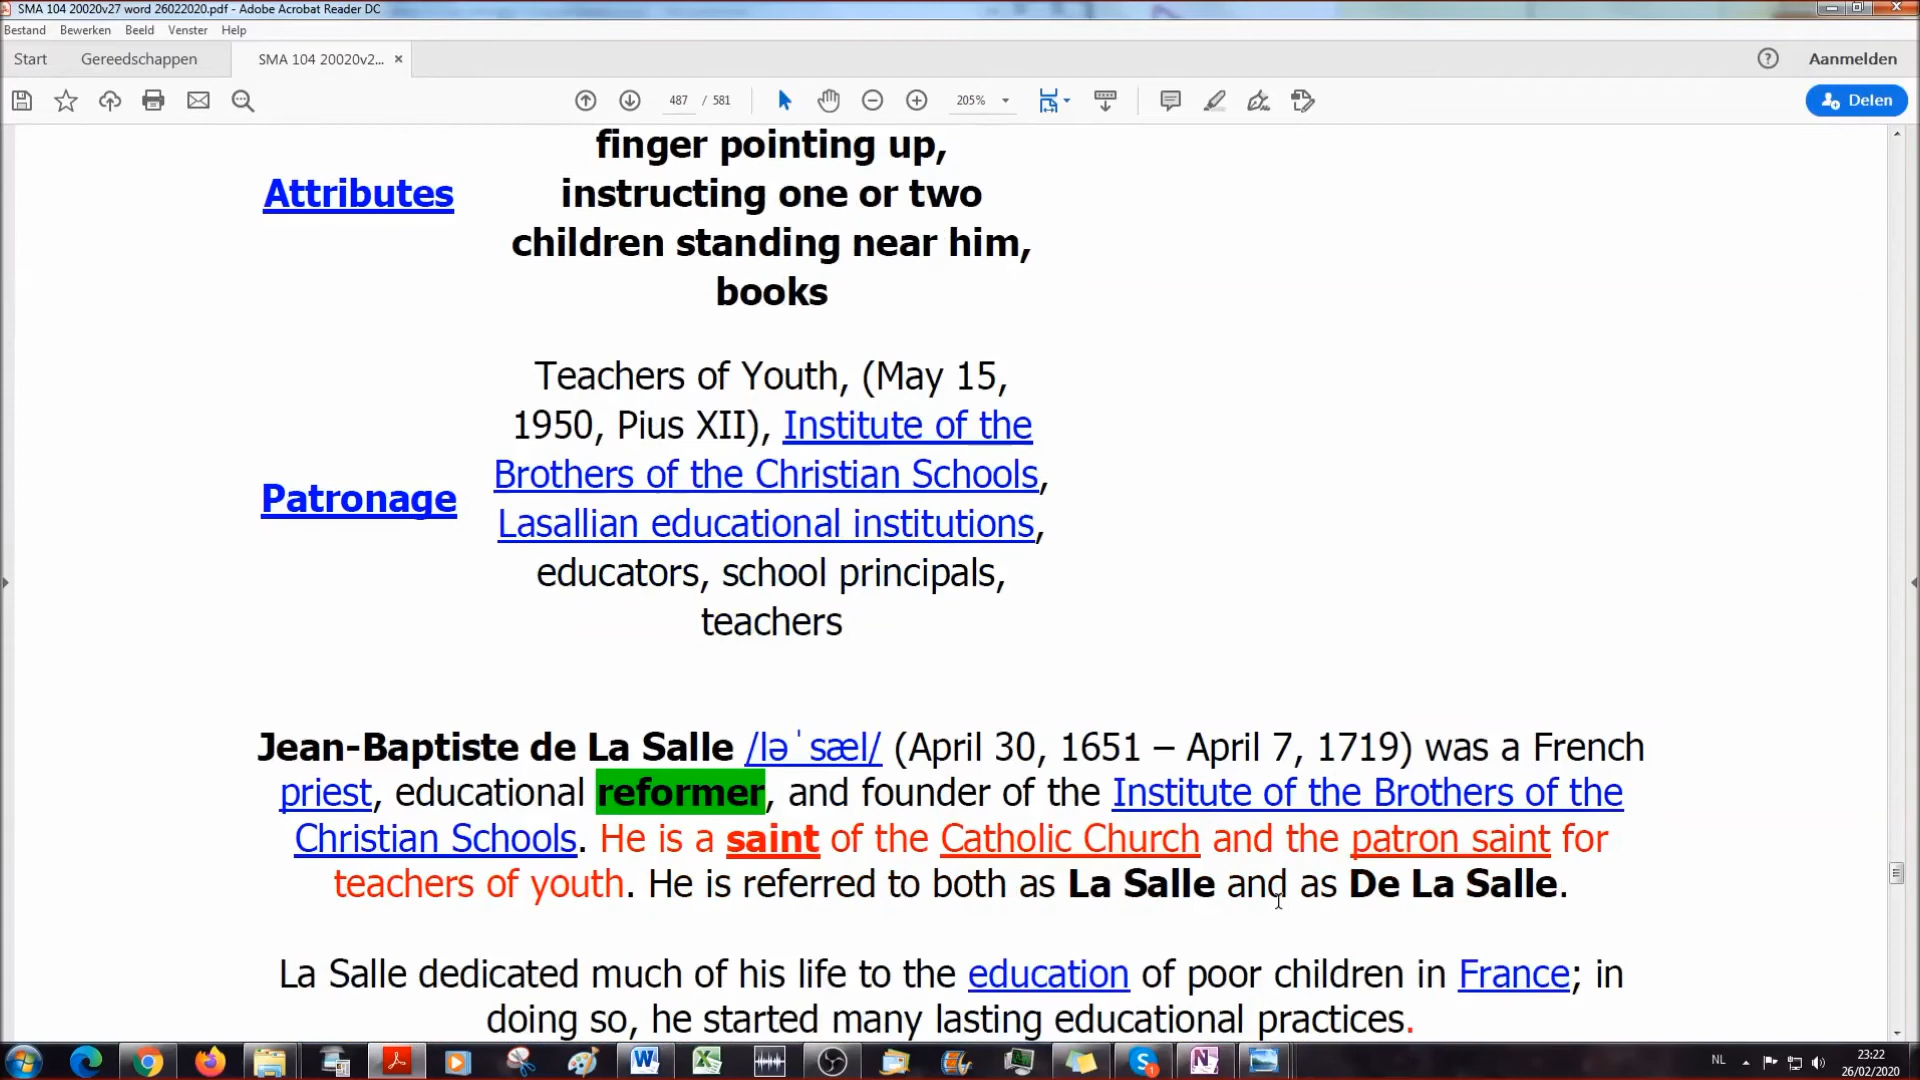 SMA 104 20020v27 word 26022020.pdf - Adobe Acrobat Reader DC
Bestand Bewerken Beeld Venster Help
Start Gereedschappen SMA 104 20020v2... × Aanmelden
487 / 581 205% Delen
finger pointing up,
Attributes instructing one or two
children standing near him,
books
Teachers of Youth, (May 15,
1950, Pius XII), Institute of the
Brothers of the Christian Schools,
Patronage
Lasallian educational institutions,
educators, school principals,
teachers
Jean-Baptiste de La Salle /ləˈsæl/ (April 30, 1651 – April 7, 1719) was a French
priest, educational reformer, and founder of the Institute of the Brothers of the
Christian Schools. He is a saint of the Catholic Church and the patron saint for
teachers of youth. He is referred to both as La Salle and as De La Salle.
La Salle dedicated much of his life to the education of poor children in France; in
doing so, he started many lasting educational practices.
NL 23:22
26/02/2020